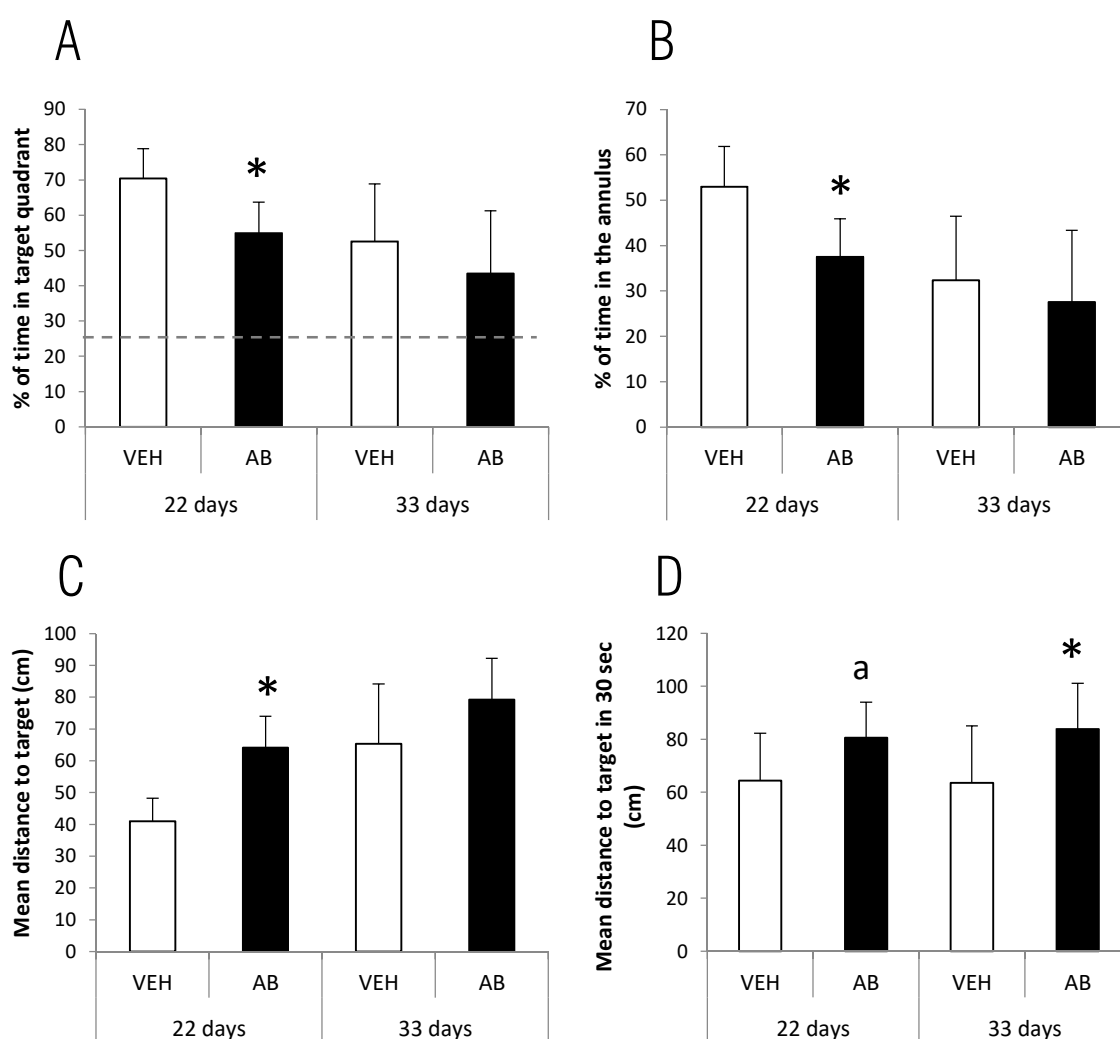 A
% of time in target quadrant
90
80
70
60
50
40
30
20
10
0
*
VEH AB VEH AB
22 days 33 days
B
% of time in the annulus
70
60
50
40
30
20
10
0
*
VEH AB VEH AB
22 days 33 days
C
Mean distance to target (cm)
100
90
80
70
60
50
40
30
20
10
0
*
VEH AB VEH AB
22 days 33 days
D
Mean distance to target in 30 sec
(cm)
120
100
80
60
40
20
0
a
*
VEH AB VEH AB
22 days 33 days